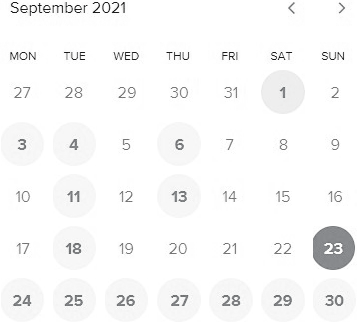 September 2021
MON TUE WED THU FRI SAT SUN
27 28 29 30 31 1 2
3 4 5 6 7 8 9
10 11 12 13 14 15 16
17 18 19 20 21 22 23
24 25 26 27 28 29 30